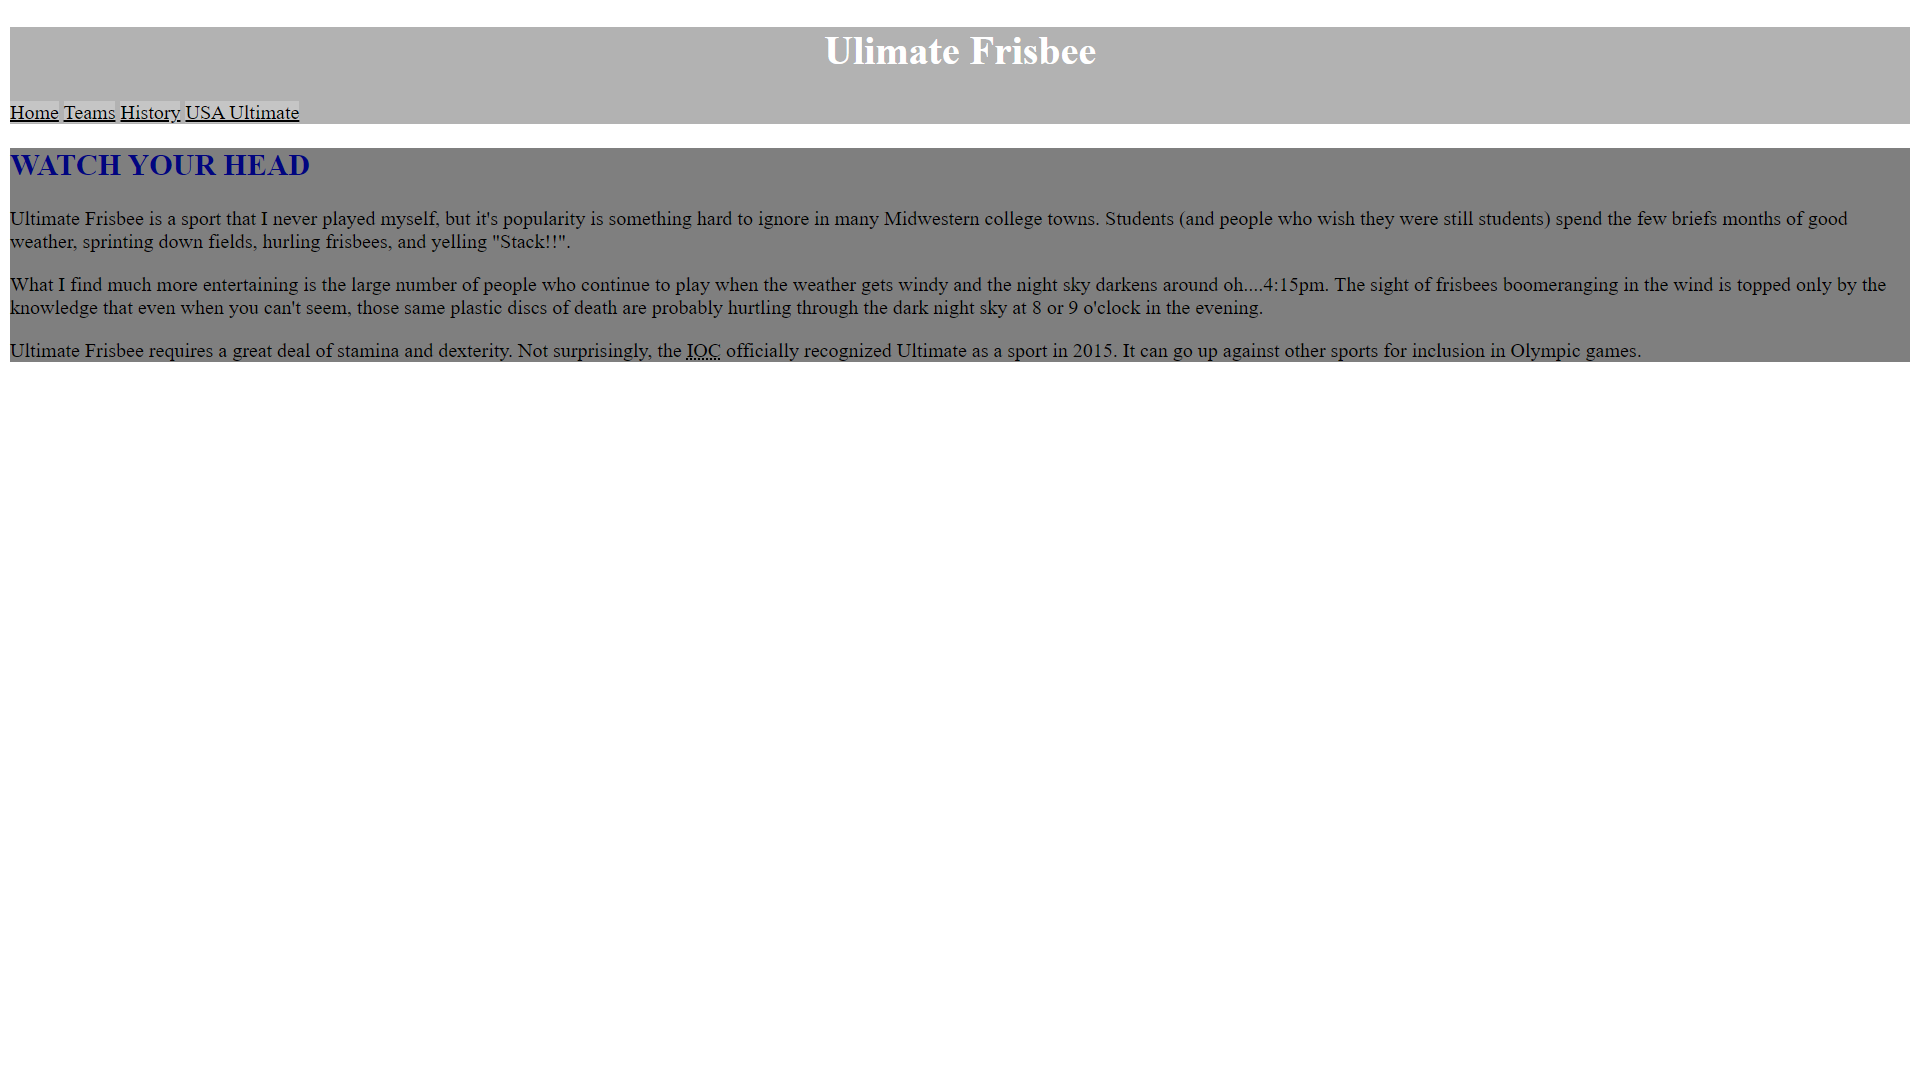 Ulimate Frisbee
Home Teams History USA Ultimate
WATCH YOUR HEAD
Ultimate Frisbee is a sport that I never played myself, but it's popularity is something hard to ignore in many Midwestern college towns. Students (and people who wish they were still students) spend the few briefs months of good
weather, sprinting down fields, hurling frisbees, and yelling "Stack!!".
What I find much more entertaining is the large number of people who continue to play when the weather gets windy and the night sky darkens around oh....4:15pm. The sight of frisbees boomeranging in the wind is topped only by the
knowledge that even when you can't seem, those same plastic discs of death are probably hurtling through the dark night sky at 8 or 9 o'clock in the evening.
Ultimate Frisbee requires a great deal of stamina and dexterity. Not surprisingly, the IOC officially recognized Ultimate as a sport in 2015. It can go up against other sports for inclusion in Olympic games.